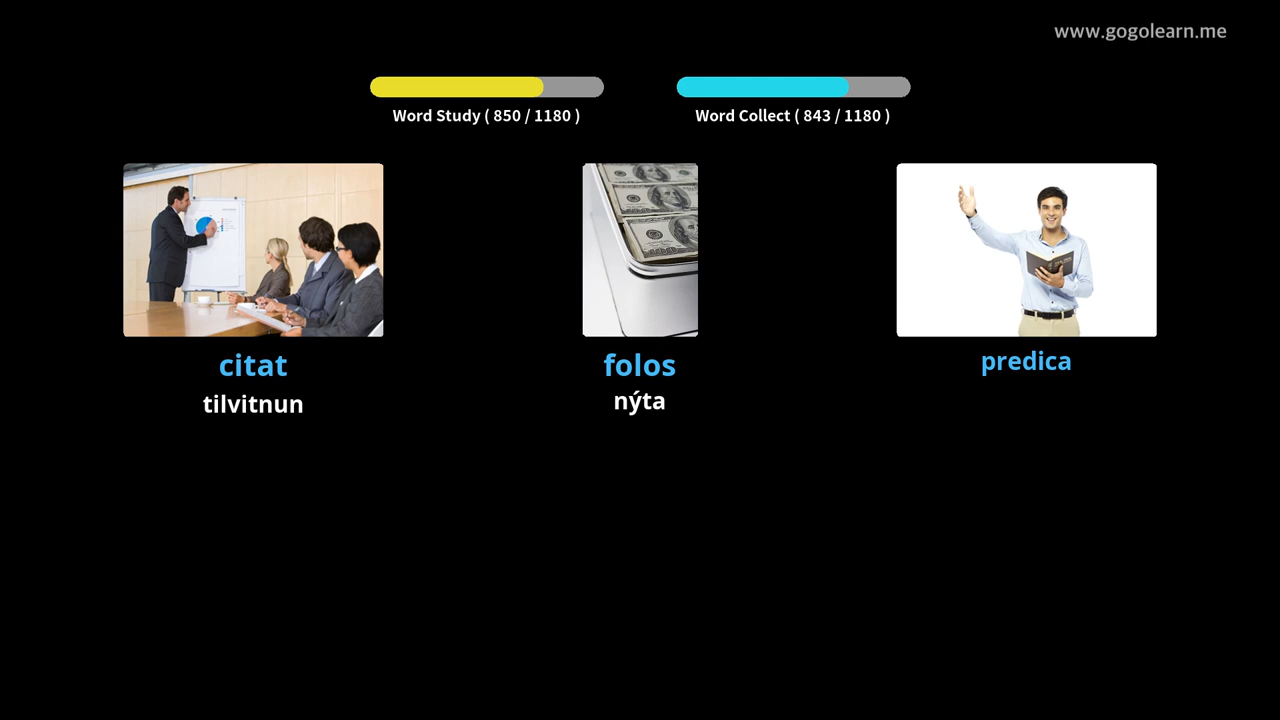 www.gogolearn.me
Word Study ( 850 / 1180 )
Word Collect ( 843 / 1180 )
citat
tilvitnun
folos
nýta
predica